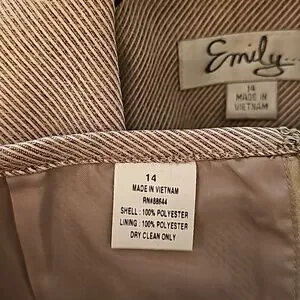 Emily...
14
MADE IN
VIETNAM
14
MADE IN VIETNAM
RN#88644
SHELL : 100% POLYESTER
LINING : 100% POLYESTER
DRY CLEAN ONLY